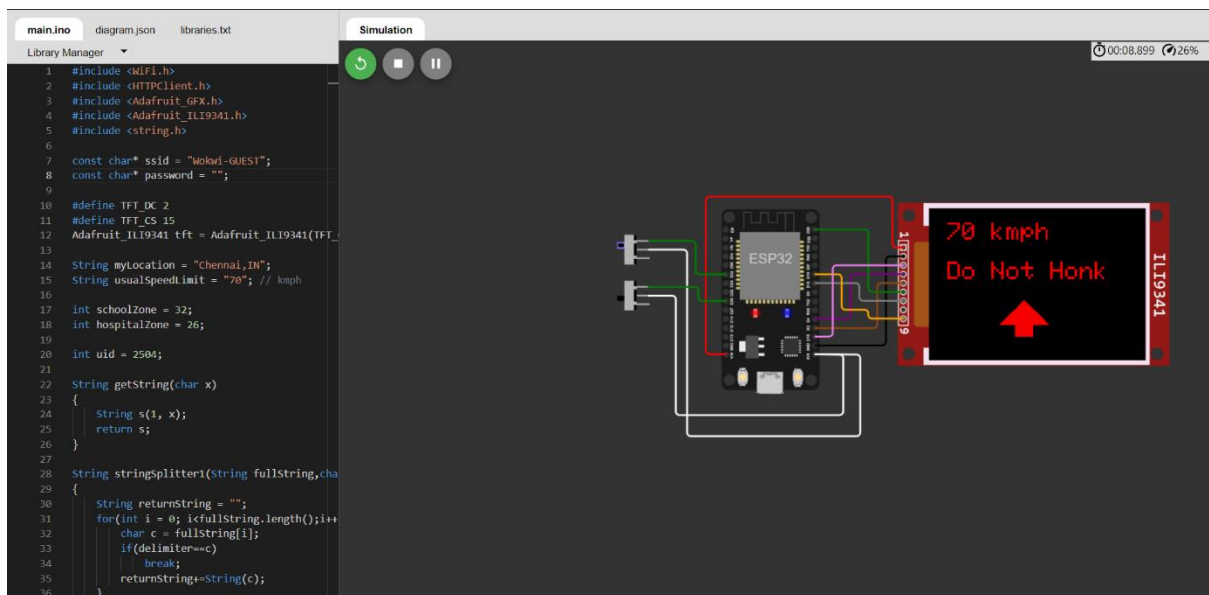 main.ino diagram.json libraries.txt Simulation
Library Manager
00:08.899 26%
1 #include <WiFi.h>
2 #include <HTTPClient.h>
3 #include <Adafruit_GFX.h>
4 #include <Adafruit_ILI9341.h>
5 #include <string.h>
6
7 const char* ssid = "Wokwi-GUEST";
8 const char* password = "";
9
10 #define TFT_DC 2
11 #define TFT_CS 15
12 Adafruit_ILI9341 tft = Adafruit_ILI9341(TFT_
13
14 String myLocation = "Chennai,IN";
15 String usualSpeedLimit = "70"; // kmph
16
17 int schoolZone = 32;
18 int hospitalZone = 26;
19
20 int uid = 2504;
21
22 String getString(char x)
23 {
24 String s(1, x);
25 return s;
26 }
27
28 String stringSplitter1(String fullString,cha
29 {
30 String returnString = "";
31 for(int i = 0; i<fullString.length();i++
32 char c = fullString[i];
33 if(delimiter==c)
34 break;
35 returnString+=String(c);
36 }
ESP32
1
9
70 kmph
Do Not Honk
ILI9341